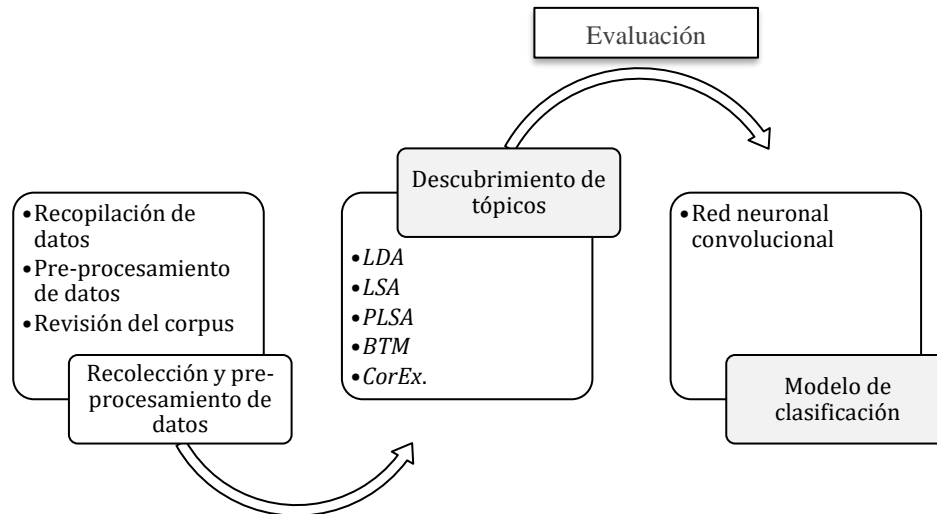 Evaluación
•Recopilación de
datos
•Pre-procesamiento
de datos
•Revisión del corpus
Recolección y pre-
procesamiento de
datos
Descubrimiento de
tópicos
•LDA
•LSA
•PLSA
•BTM
•CorEx.
•Red neuronal
convolucional
Modelo de
clasificación